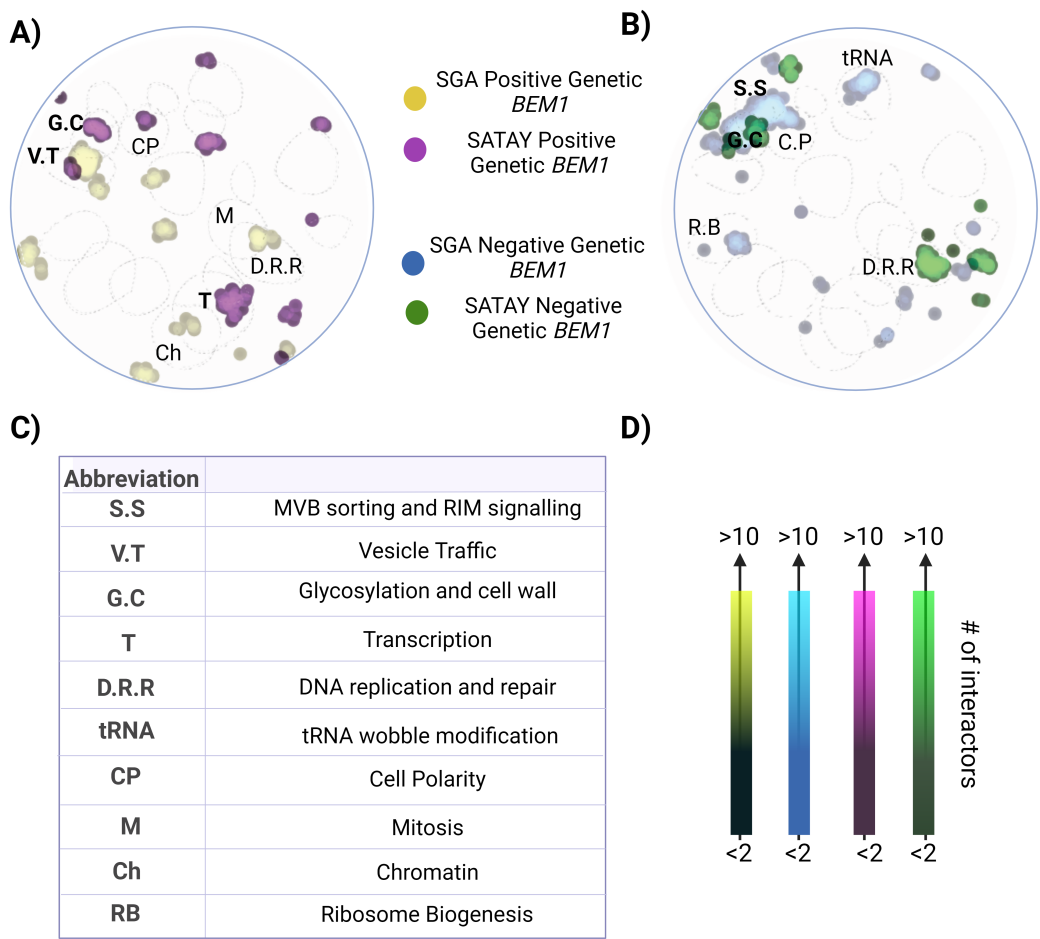 A)
G.C
V.T
CP
M
D.R.R
T
Ch
SGA Positive Genetic
BEM1
SATAY Positive
Genetic BEM1
SGA Negative Genetic
BEM1
SATAY Negative
Genetic BEM1
B)
tRNA
S.S
G.C
C.P
R.B
D.R.R
C)
Abbreviation
S.S MVB sorting and RIM signalling
V.T Vesicle Traffic
G.C Glycosylation and cell wall
T Transcription
D.R.R DNA replication and repair
tRNA tRNA wobble modification
CP Cell Polarity
M Mitosis
Ch Chromatin
RB Ribosome Biogenesis
D)
>10 >10 >10 >10
# of interactors
<2 <2 <2 <2